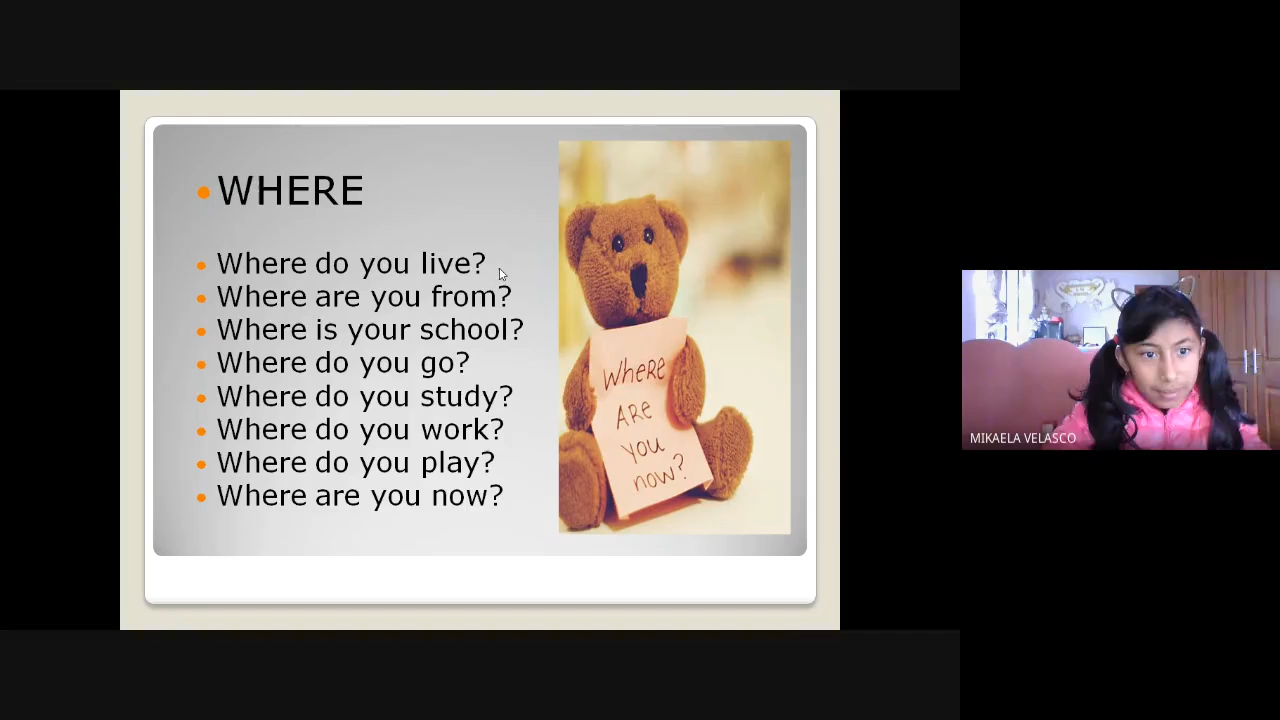 WHERE
Where do you live?
Where are you from?
Where is your school?
Where do you go?
Where do you study?
Where do you work?
Where do you play?
Where are you now?
WHERE
ARE
you
now?
MIKAELA VELASCO